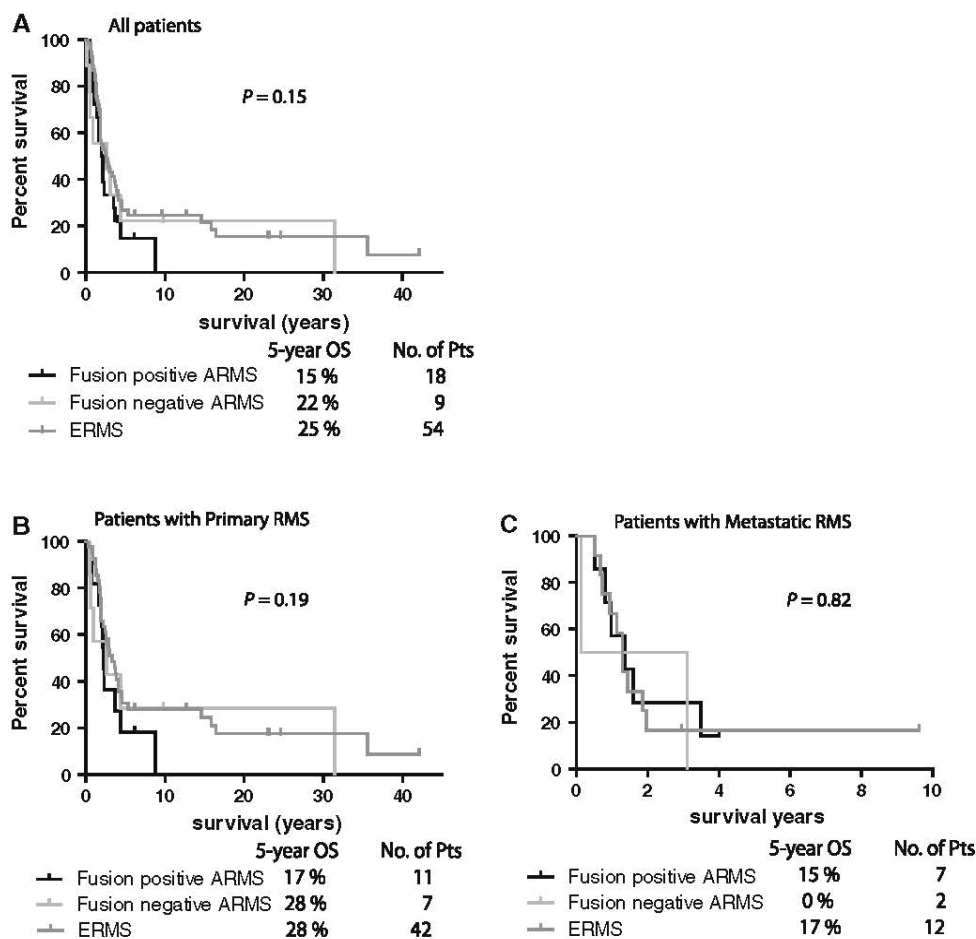 A All patients
100
80
60
40
20
0
Percent survival
P = 0.15
0 10 20 30 40
survival (years)
5-year OS No. of Pts
Fusion positive ARMS 15 % 18
Fusion negative ARMS 22 % 9
ERMS 25 % 54
B Patients with Primary RMS
100
80
60
40
20
0
Percent survival
P = 0.19
0 10 20 30 40
survival (years)
5-year OS No. of Pts
Fusion positive ARMS 17 % 11
Fusion negative ARMS 28 % 7
ERMS 28 % 42
C Patients with Metastatic RMS
100
80
60
40
20
0
Percent survival
P = 0.82
0 2 4 6 8 10
survival years
5-year OS No. of Pts
Fusion positive ARMS 15 % 7
Fusion negative ARMS 0 % 2
ERMS 17 % 12